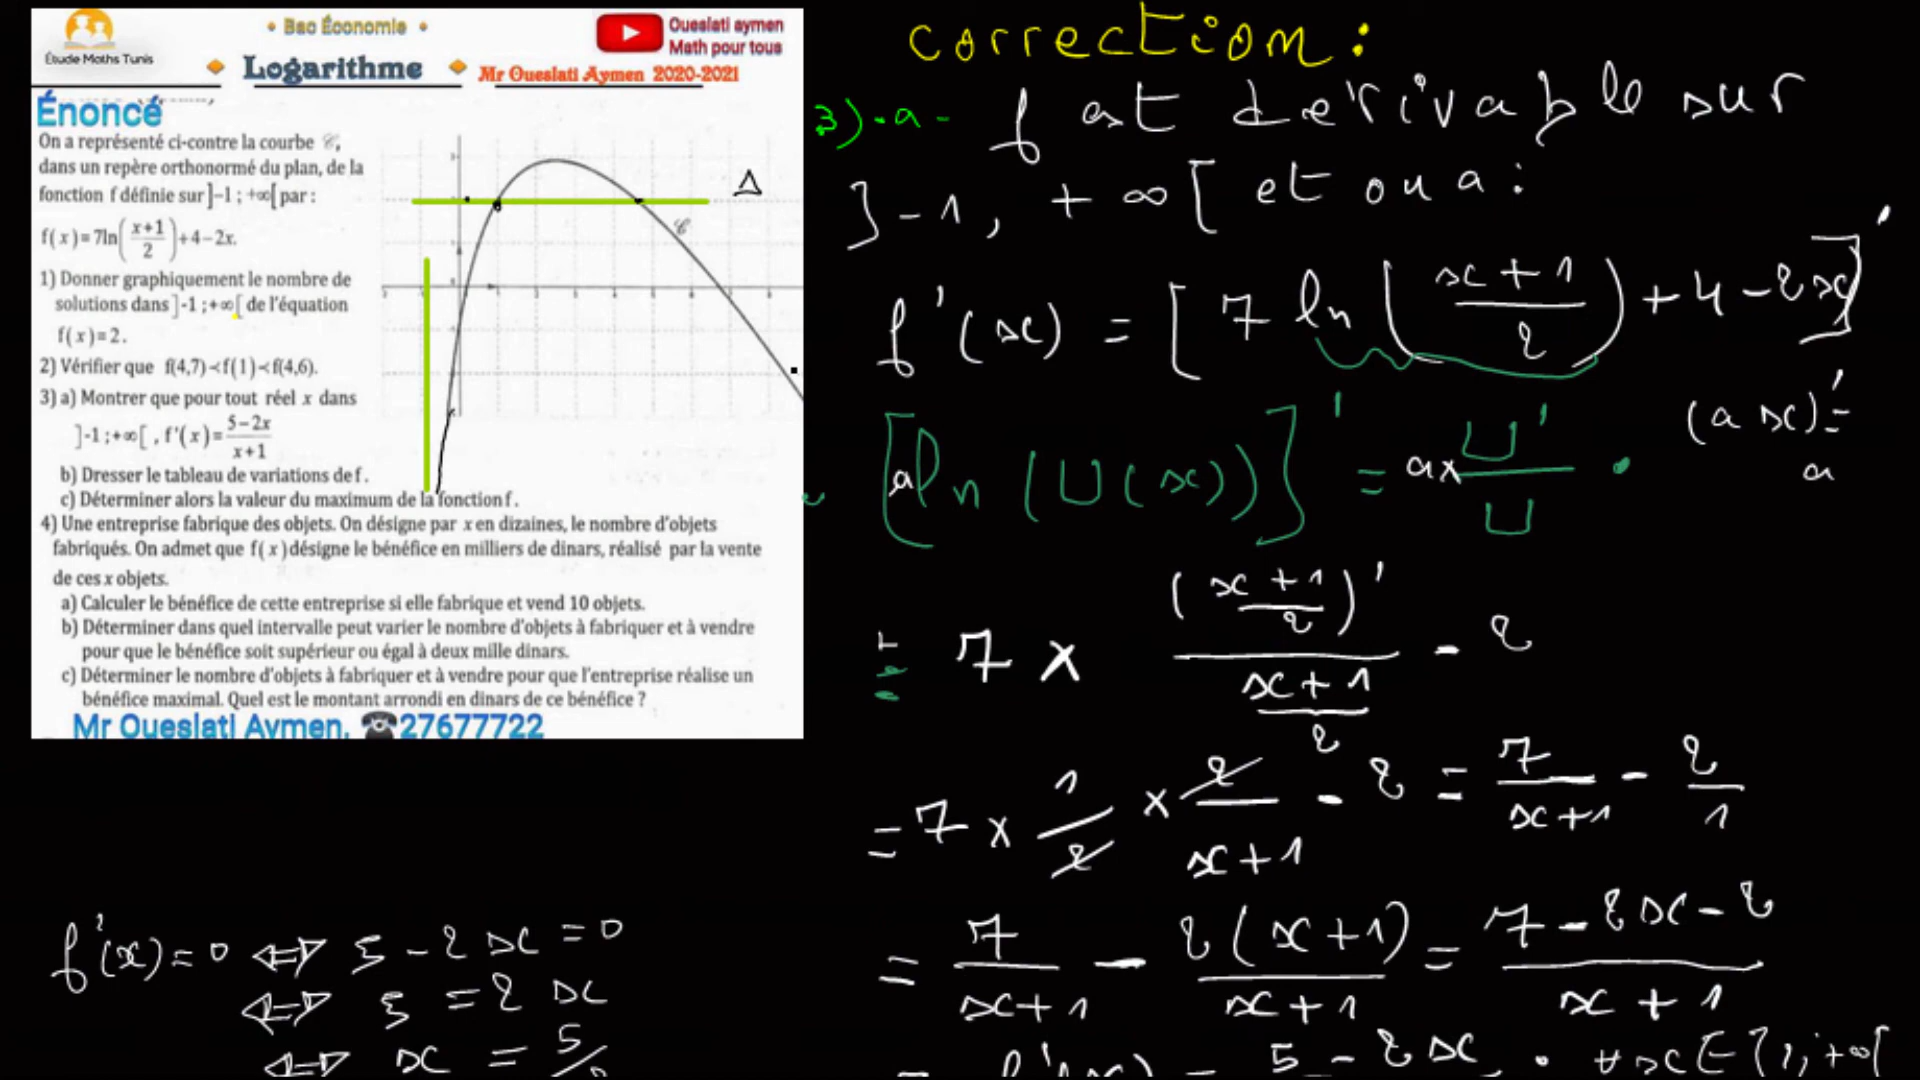 Étude Maths Tunis
• Bac Économie •
Logarithme
Oueslati aymen
Math pour tous
Mr Oueslati Aymen 2020-2021
Énoncé
On a représenté ci-contre la courbe 𝒞,
dans un repère orthonormé du plan, de la
fonction f définie sur ]-1 ; +∞[ par :
f(x)=7ln((x+1)/2)+4-2x.
1) Donner graphiquement le nombre de
solutions dans ]-1 ;+∞[ de l'équation
f(x)=2.
2) Vérifier que f(4,7)<f(1)<f(4,6).
3) a) Montrer que pour tout réel x dans
]-1 ;+∞[ , f'(x)=(5-2x)/(x+1)
b) Dresser le tableau de variations de f.
c) Déterminer alors la valeur du maximum de la fonction f.
4) Une entreprise fabrique des objets. On désigne par x en dizaines, le nombre d'objets
fabriqués. On admet que f(x) désigne le bénéfice en milliers de dinars, réalisé par la vente
de ces x objets.
a) Calculer le bénéfice de cette entreprise si elle fabrique et vend 10 objets.
b) Déterminer dans quel intervalle peut varier le nombre d'objets à fabriquer et à vendre
pour que le bénéfice soit supérieur ou égal à deux mille dinars.
c) Déterminer le nombre d'objets à fabriquer et à vendre pour que l'entreprise réalise un
bénéfice maximal. Quel est le montant arrondi en dinars de ce bénéfice ?
Mr Oueslati Aymen. ☎27677722
Δ
𝒞
f'(x)=0 ⇔ 5-2x=0
⇔ 5=2x
⇔ x=5/
correction :
3)-a- f est dérivable sur
]-1, +∞[ et on a :
f'(x) = [7 ln((x+1)/2)+4-2x]'
(ax)'=
a
[a ln(U(x))]' = a× U'/U .
= 7 × ((x+1)/2)' / ((x+1)/2) - 2
= 7 × 1/2 × 2/(x+1) - 2 = 7/(x+1) - 2/1
= 7/(x+1) - 2(x+1)/(x+1) = (7-2x-2)/(x+1)
= f'(x) = 5-2x . ∀x∈]